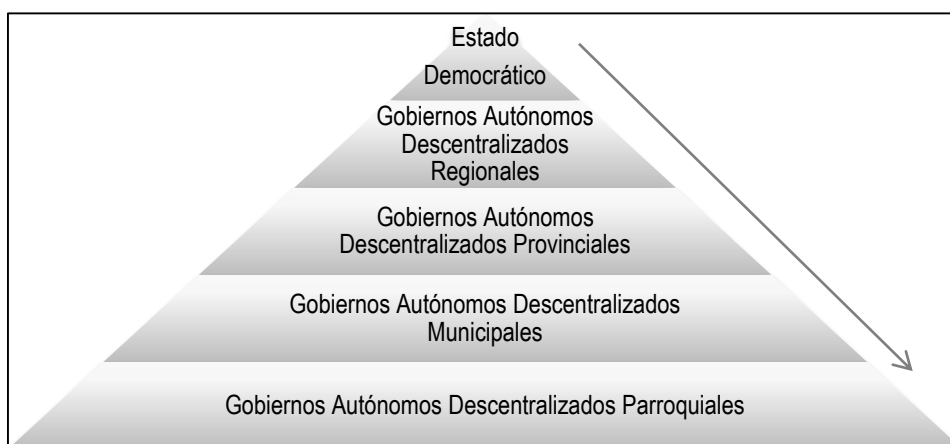 Estado
Democrático
Gobiernos Autónomos
Descentralizados
Regionales
Gobiernos Autónomos
Descentralizados Provinciales
Gobiernos Autónomos Descentralizados
Municipales
Gobiernos Autónomos Descentralizados Parroquiales